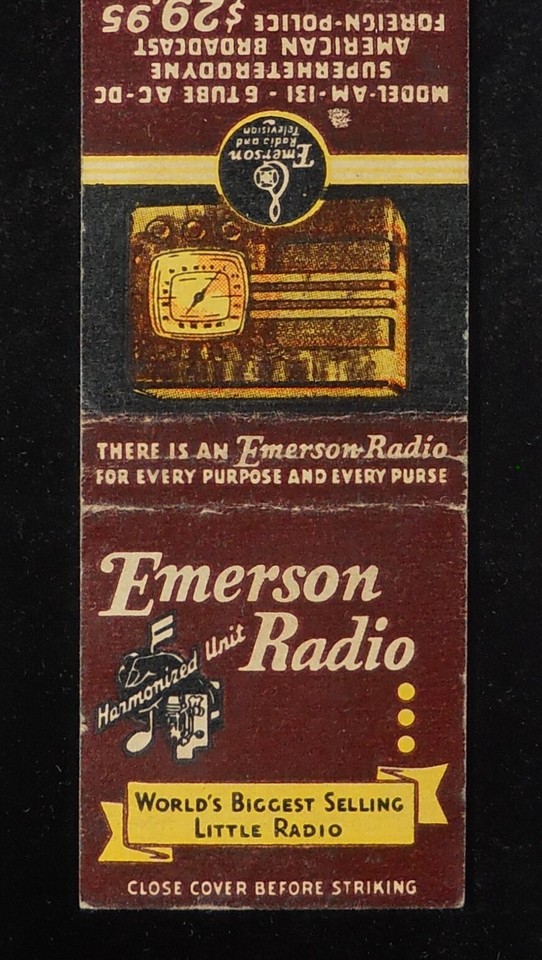 MODEL-AM-131 - 6 TUBE AC-DC
SUPERHETERODYNE
AMERICAN BROADCAST
FOREIGN-POLICE $29.95
Emerson
Radio and
Television
THERE IS AN Emerson-Radio
FOR EVERY PURPOSE AND EVERY PURSE
Emerson
Radio
Harmonized Unit
WORLD'S BIGGEST SELLING
LITTLE RADIO
CLOSE COVER BEFORE STRIKING